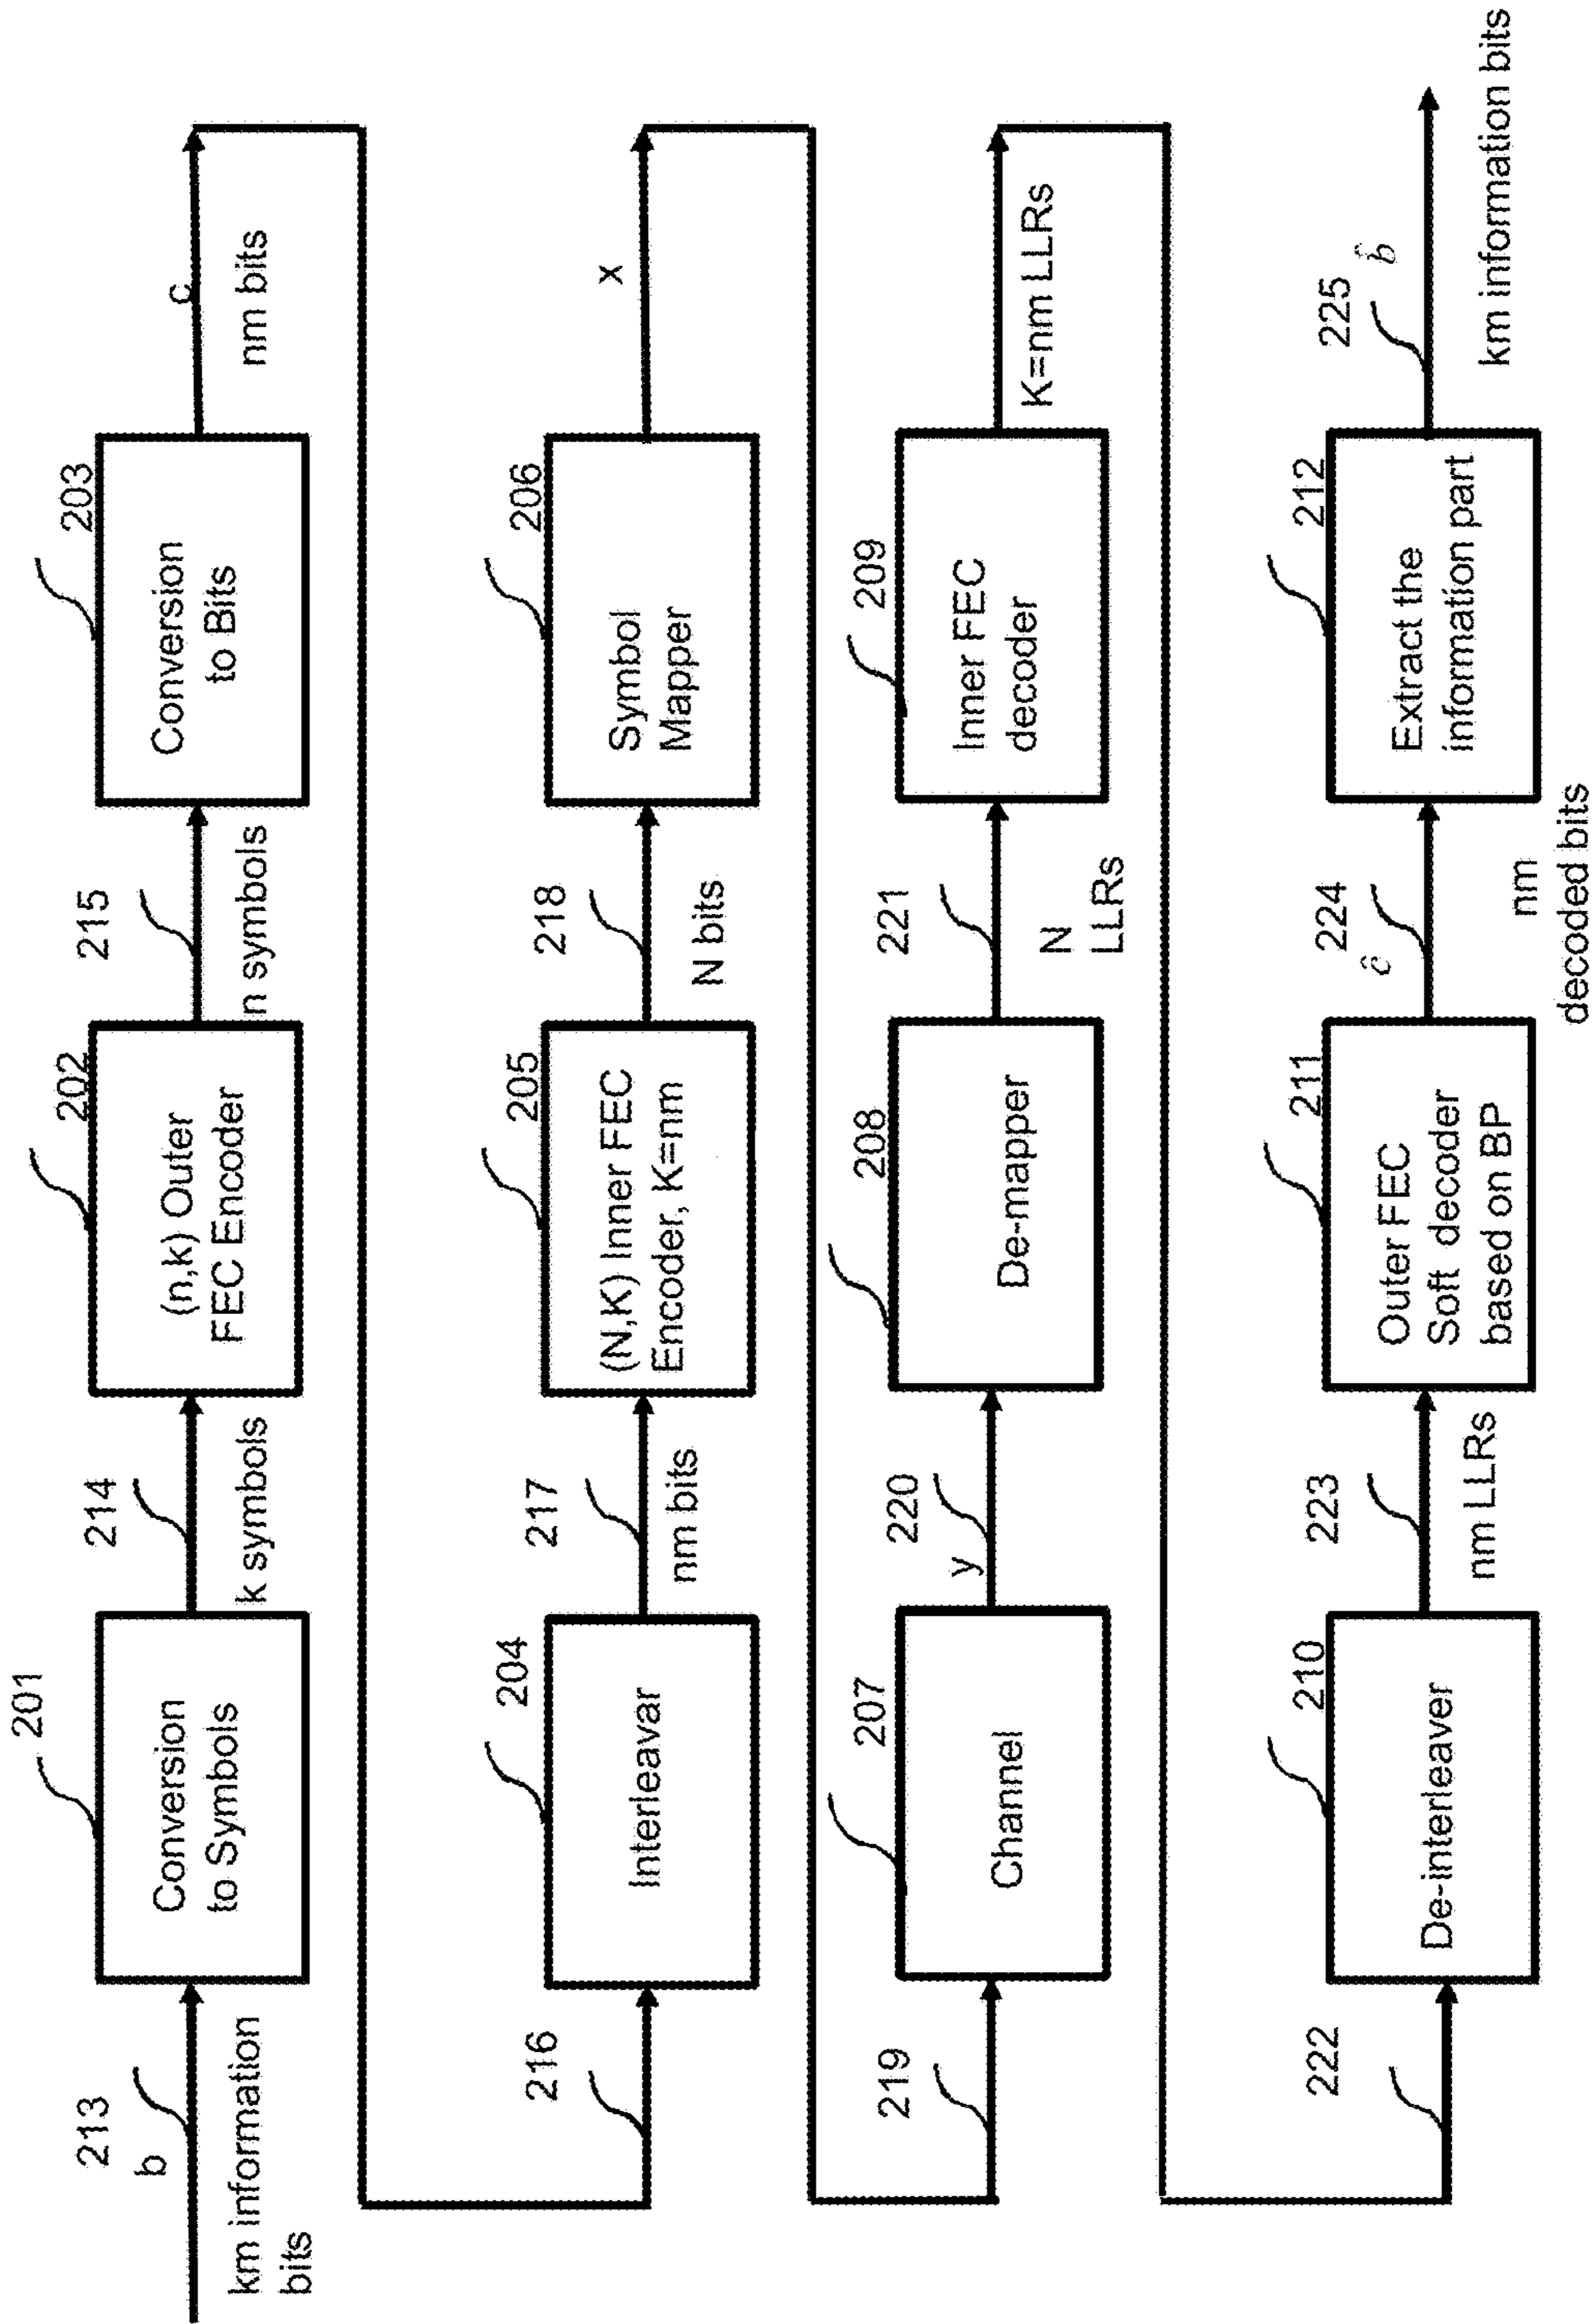 213
b
km information
bits
201
Conversion
to Symbols
214
k symbols
202
(n,k) Outer
FEC Encoder
215
n symbols
203
Conversion
to Bits
c
nm bits
216
204
Interleavar
217
nm bits
205
(N,K) Inner FEC
Encoder, K=nm
218
N bits
206
Symbol
Mapper
x
219
207
Channel
220
y
208
De-mapper
221
N
LLRs
209
Inner FEC
decoder
K=nm LLRs
222
210
De-interleaver
223
nm LLRs
211
Outer FEC
Soft decoder
based on BP
224
ĉ
nm
decoded bits
212
Extract the
information part
225
b̂
km information bits